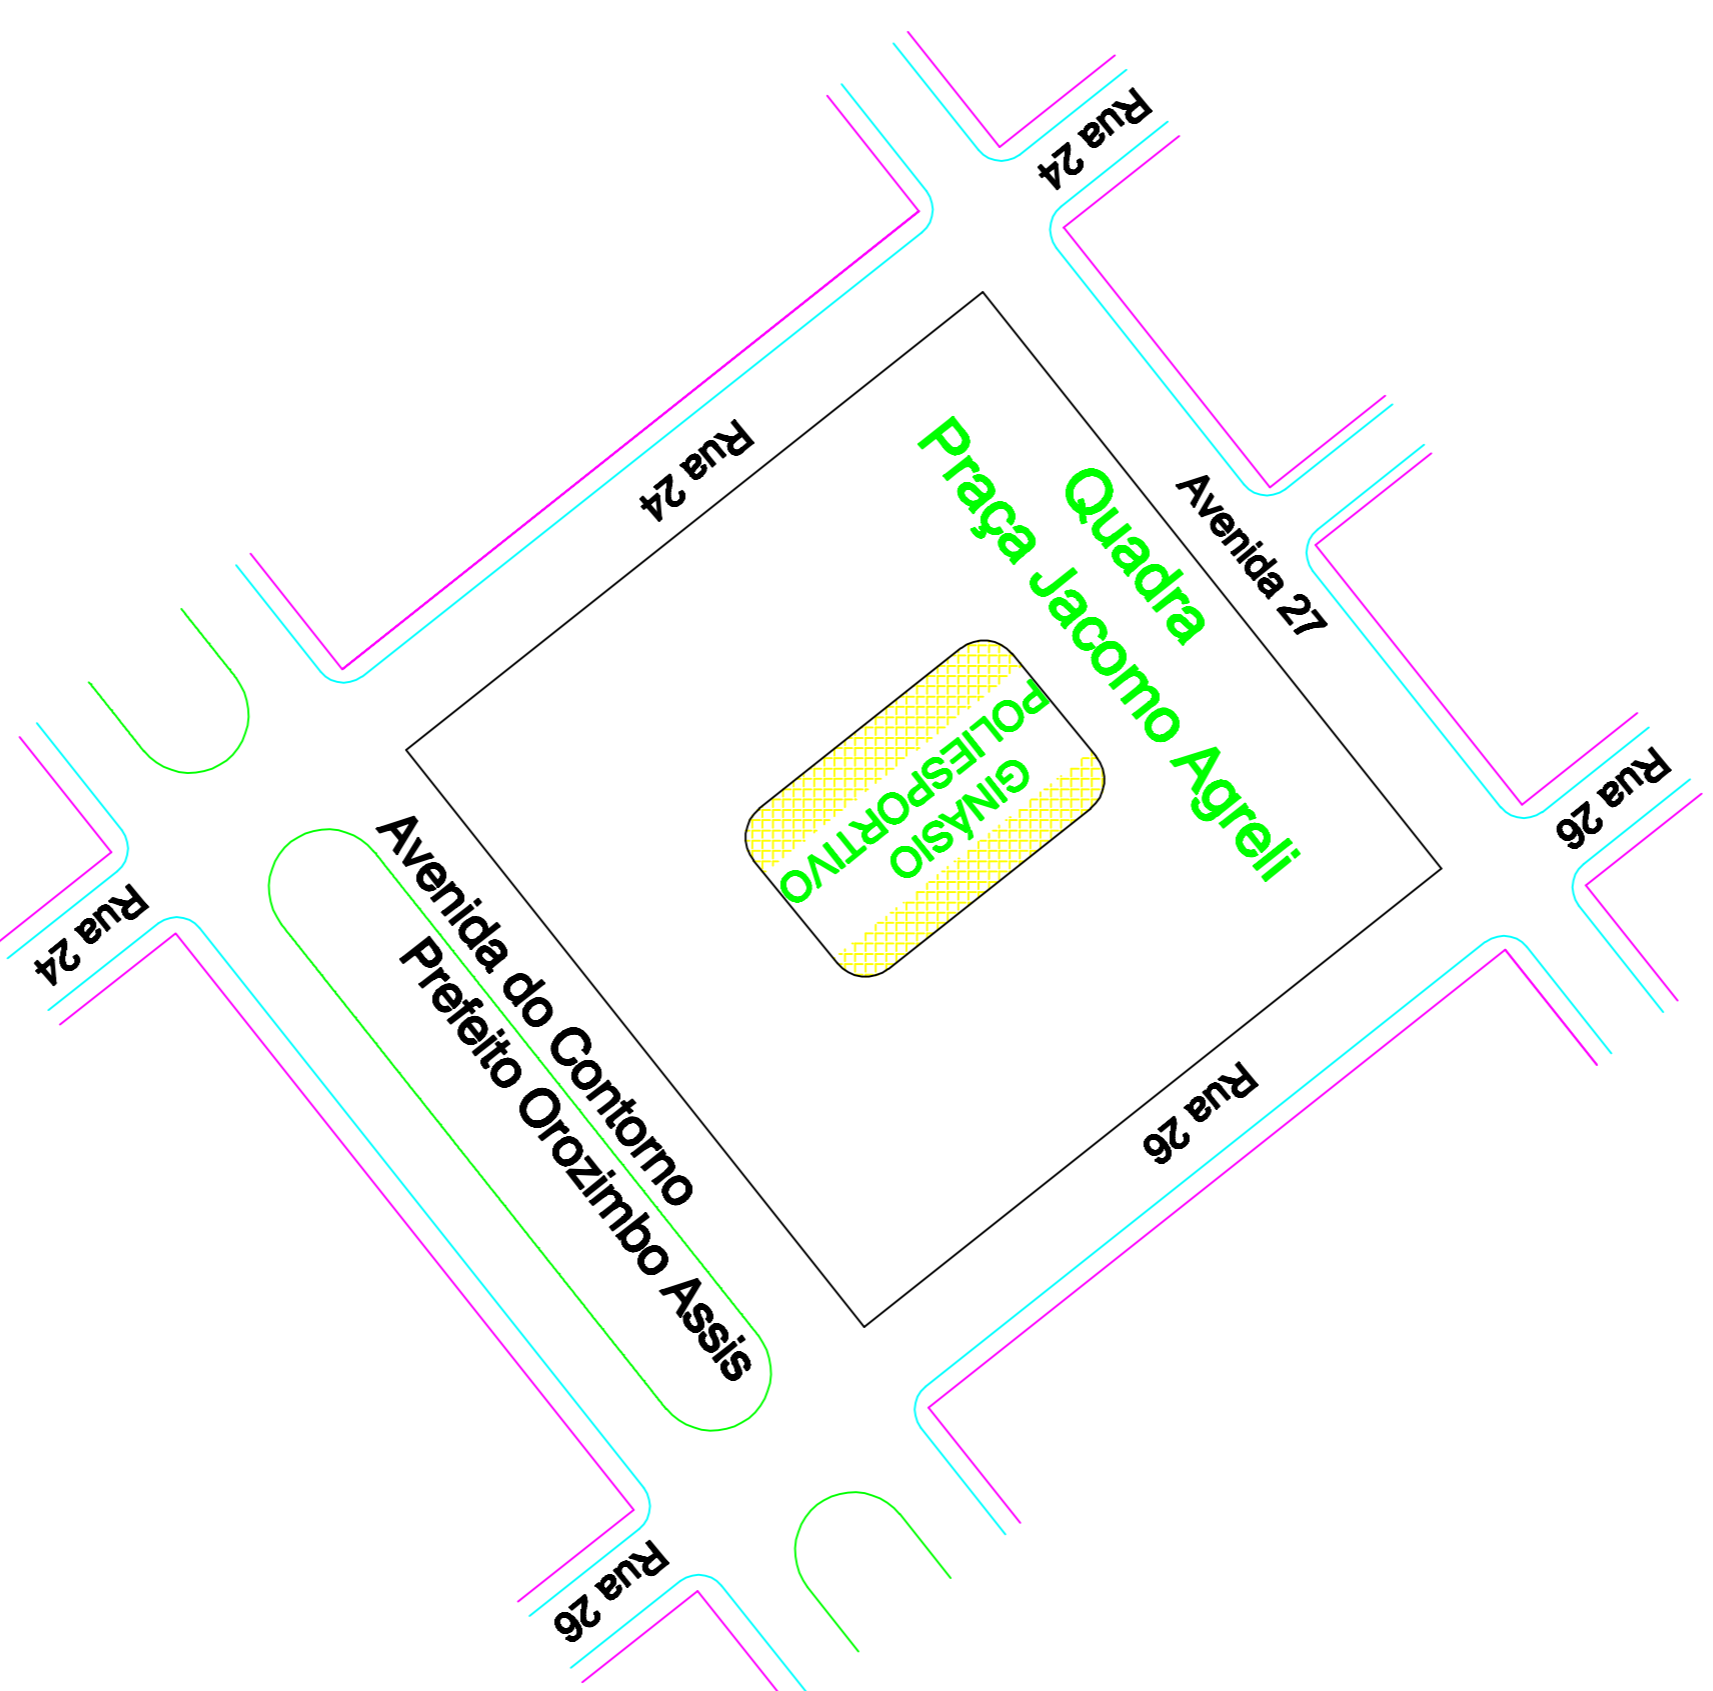 Rua 24
Rua 24
Quadra
Praça Jacomo Agreli
Avenida 27
POLIESPORTIVO
GINÁSIO
Rua 26
Avenida do Contorno
Prefeito Orozimbo Assis
Rua 24
Rua 26
Rua 26